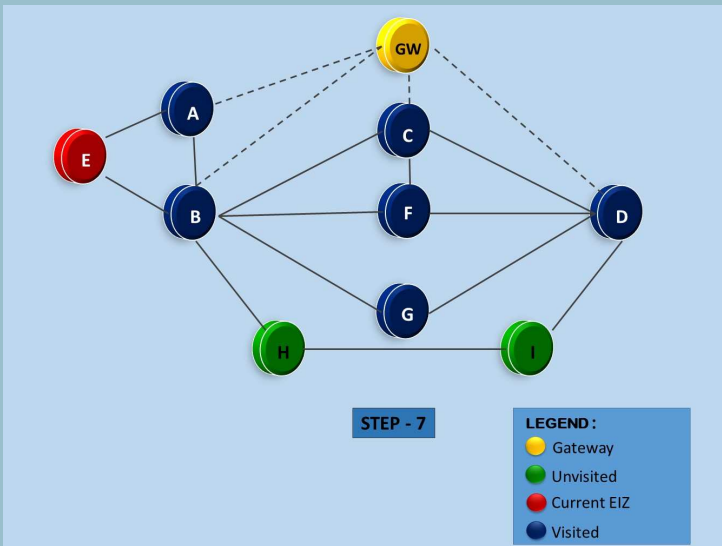 GW
A
C
E
B
F
D
G
H
I
STEP - 7
LEGEND :
Gateway
Unvisited
Current EIZ
Visited